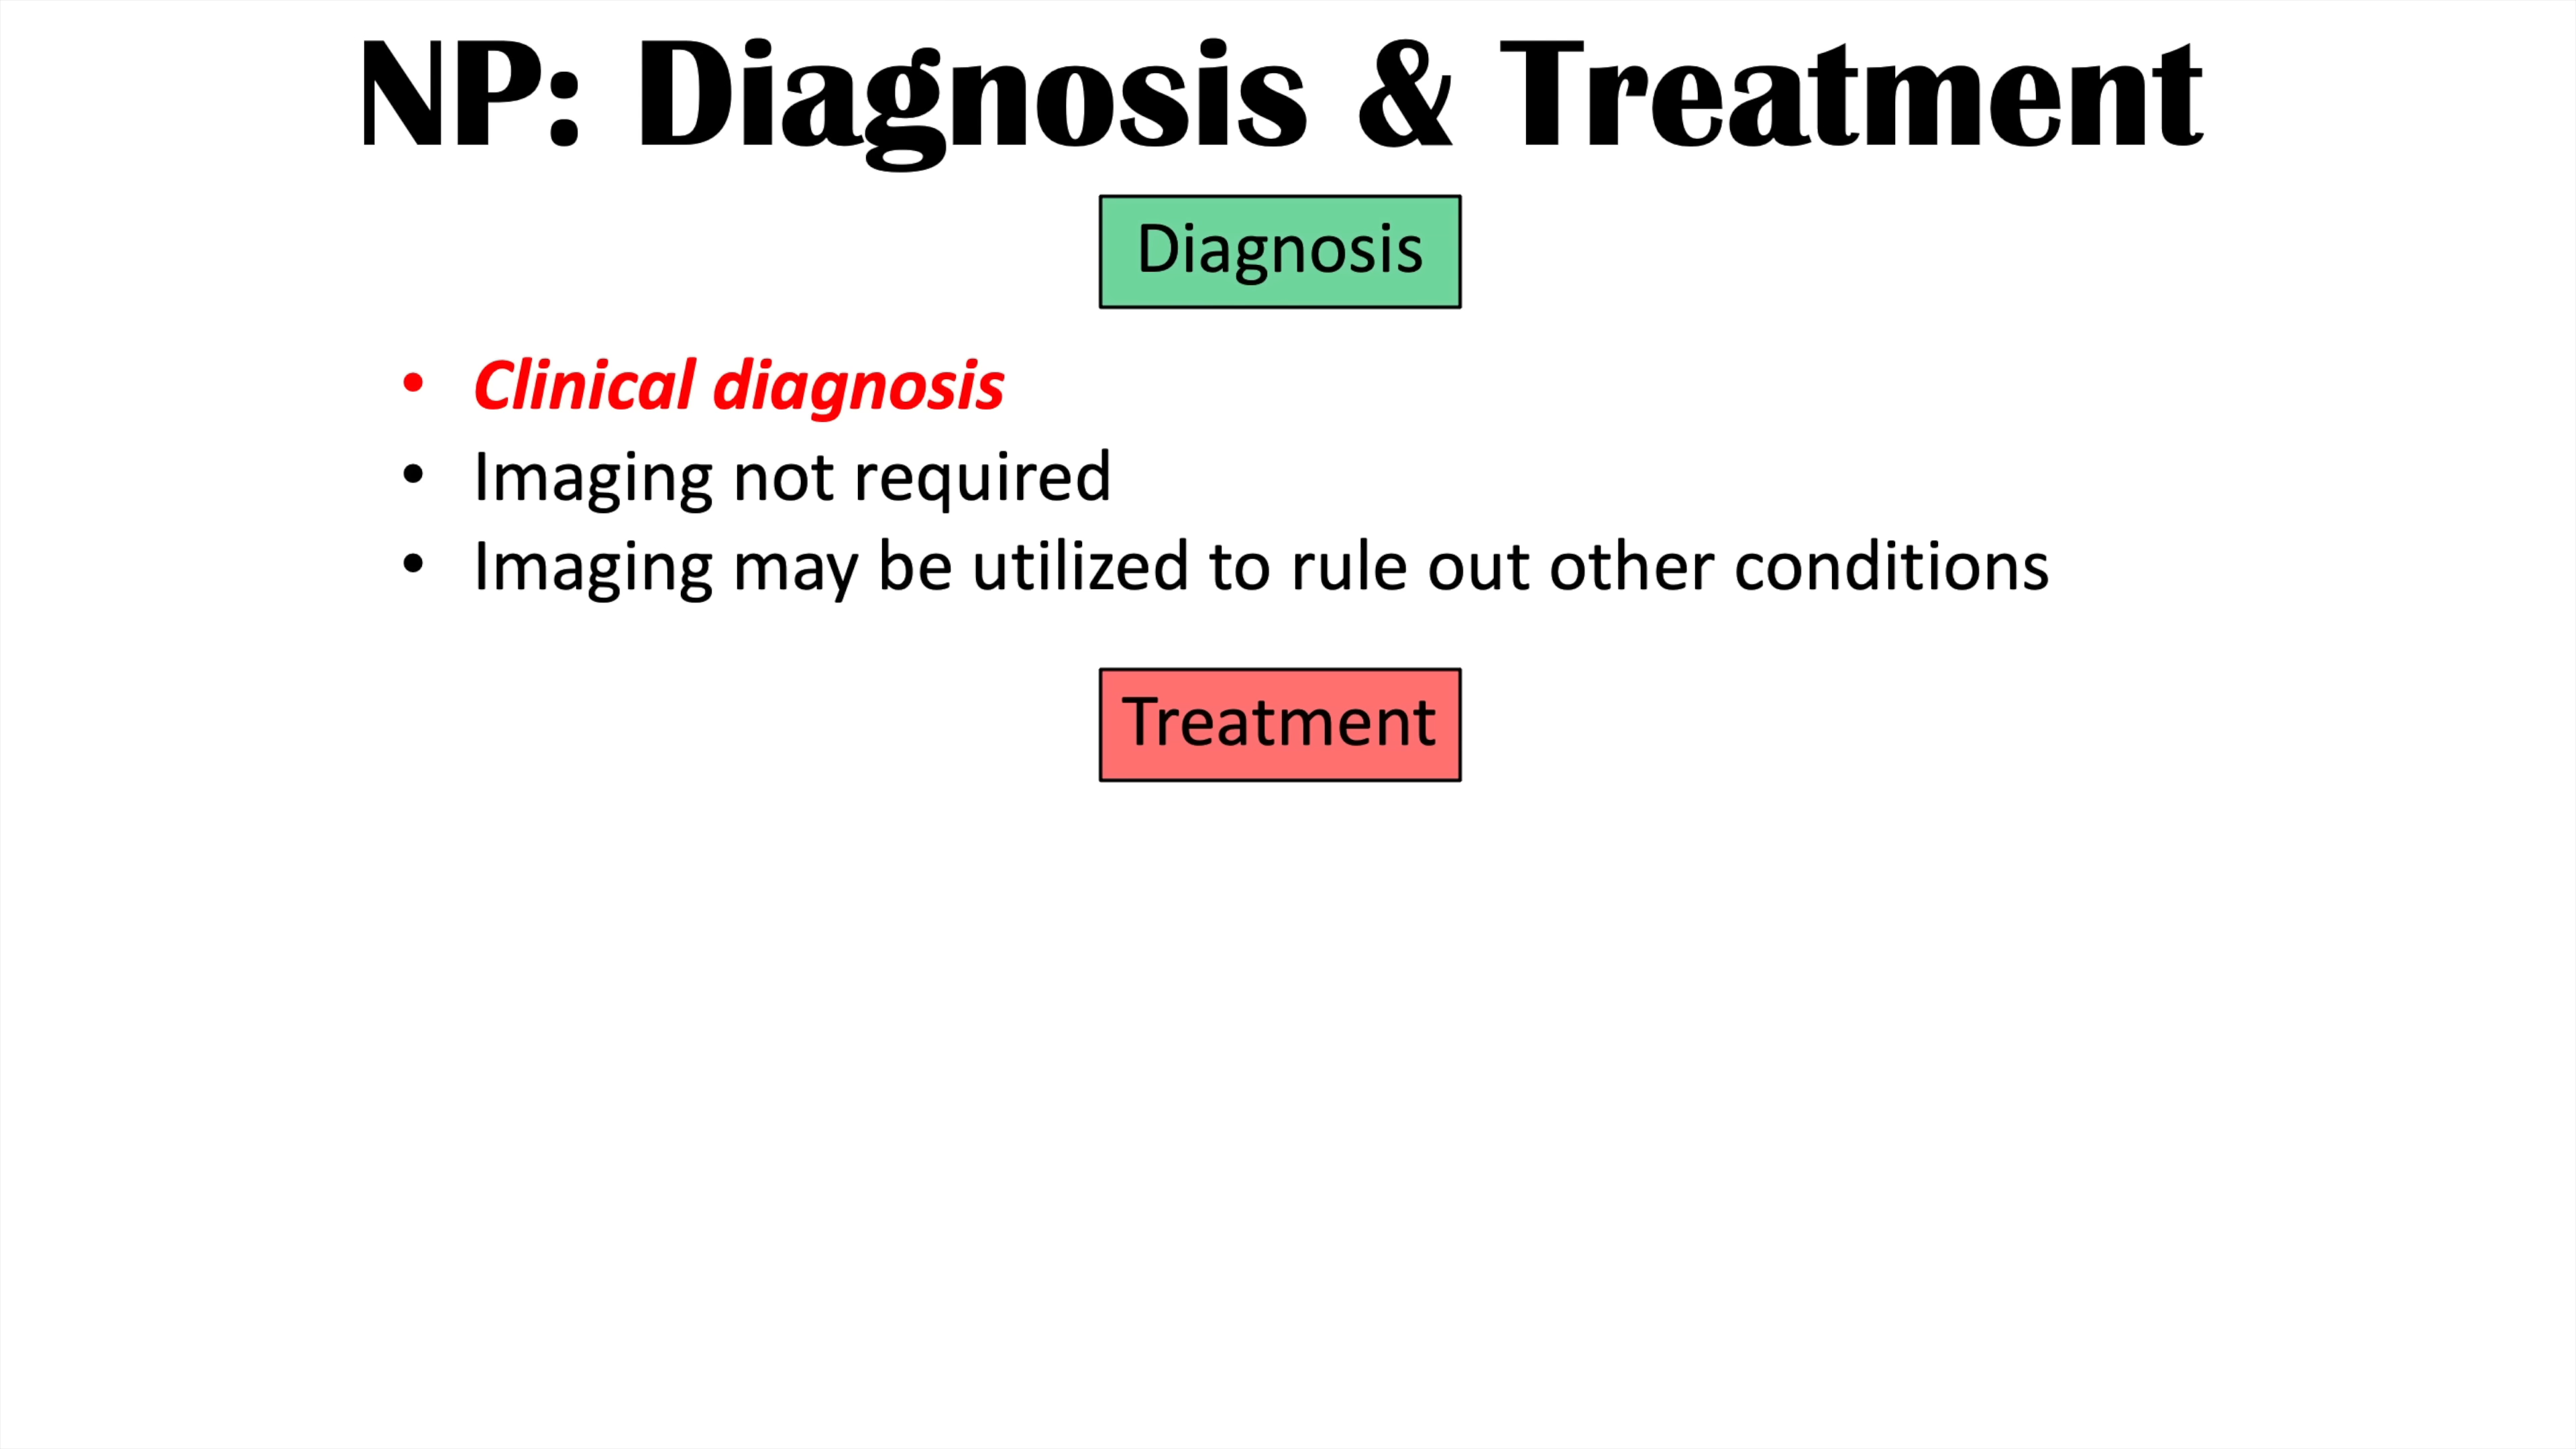 NP: Diagnosis & Treatment
Diagnosis
• Clinical diagnosis
• Imaging not required
• Imaging may be utilized to rule out other conditions
Treatment